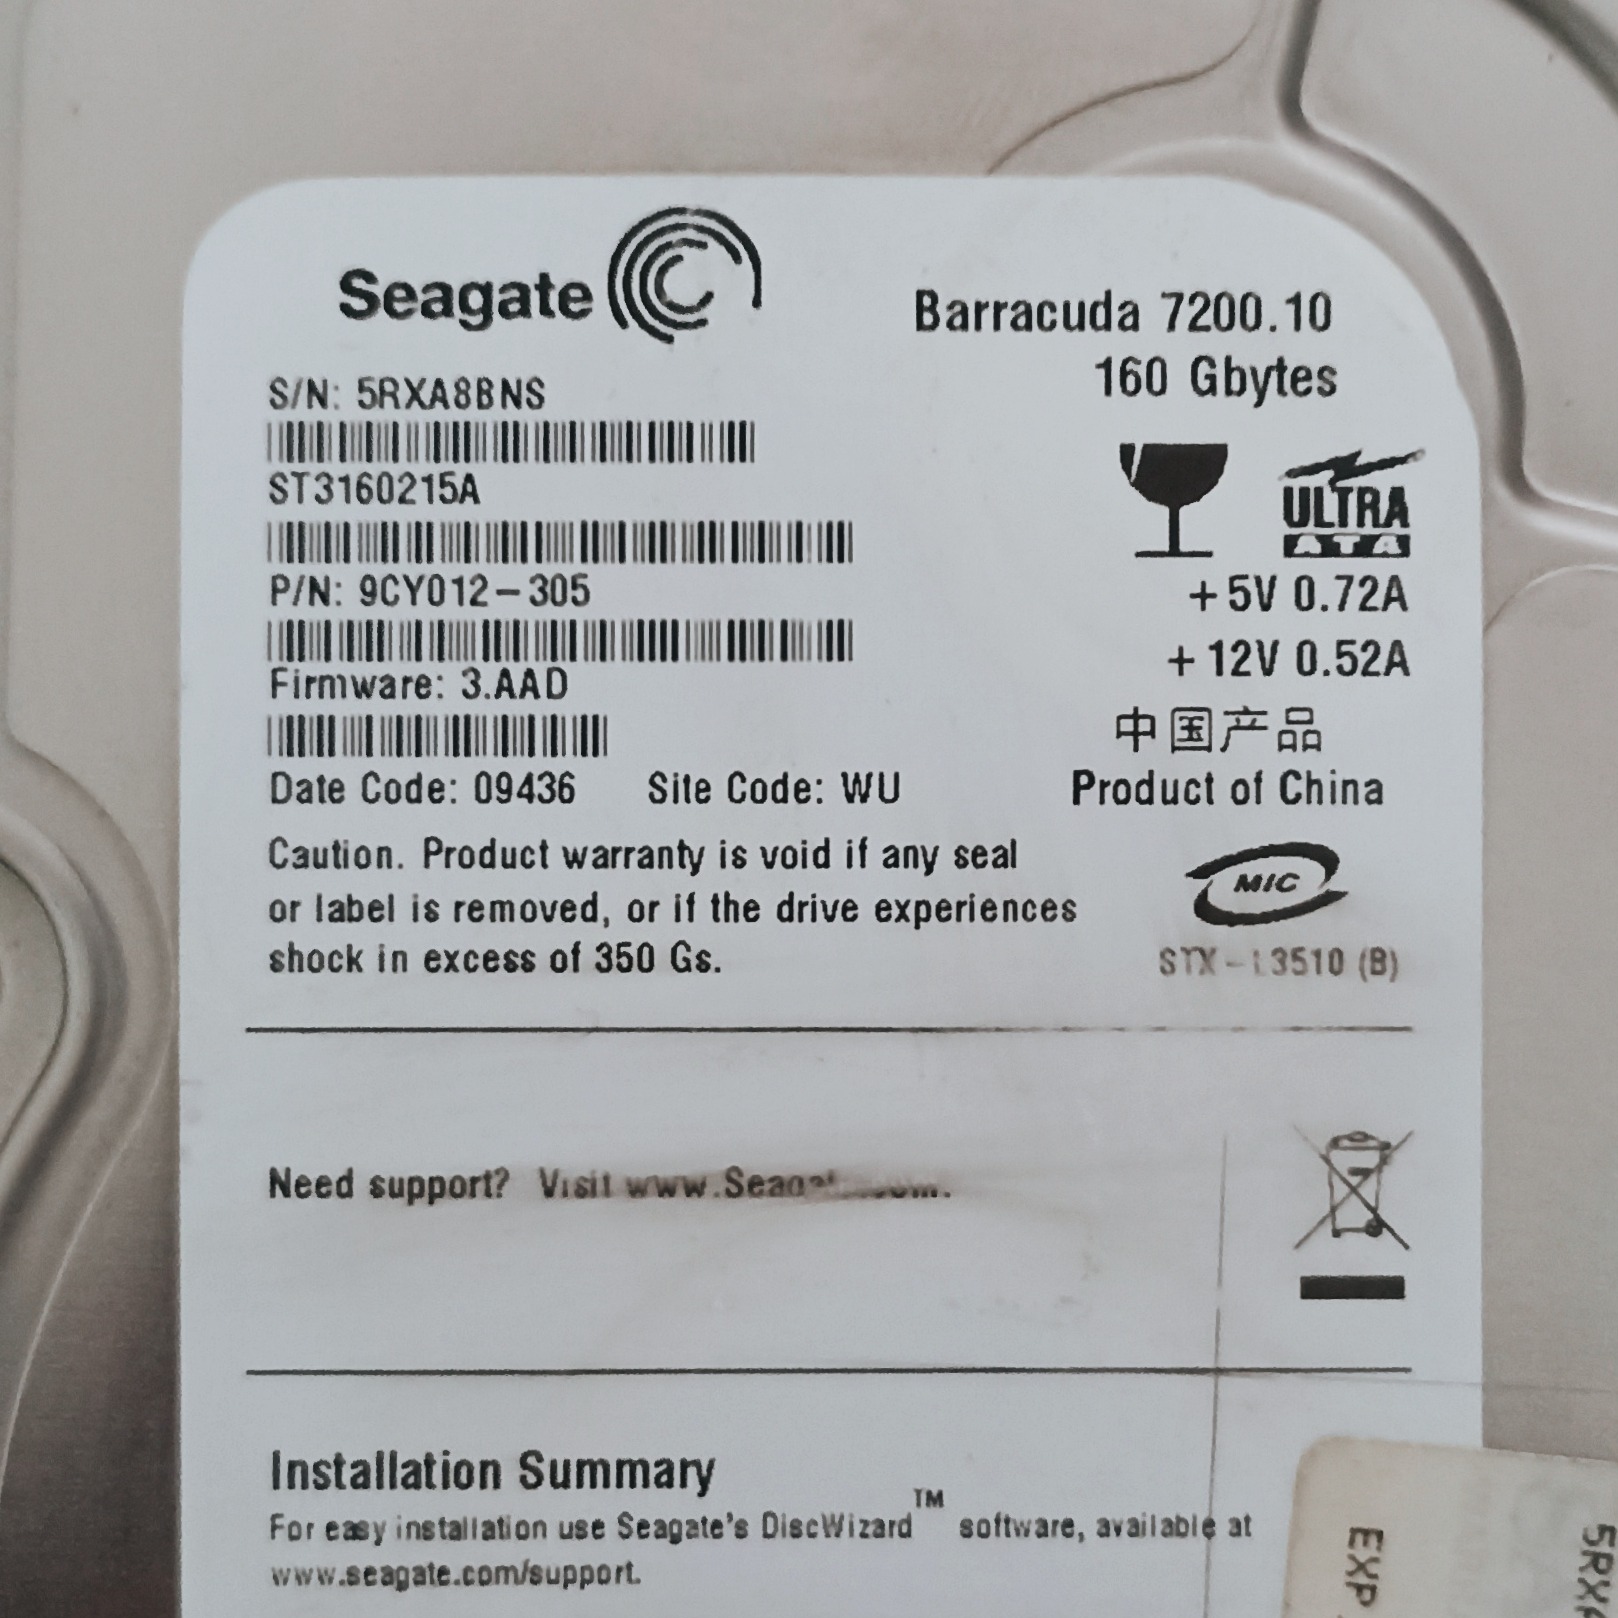 Seagate
Barracuda 7200.10
160 Gbytes
S/N: 5RXA8BNS
ST3160215A
P/N: 9CY012-305
Firmware: 3.AAD
Date Code: 09436 Site Code: WU
ULTRA
ATA
+5V 0.72A
+12V 0.52A
中国产品
Product of China
Caution. Product warranty is void if any seal
or label is removed, or if the drive experiences
shock in excess of 350 Gs.
MIC
STX-L3510 (B)
Need support? Visit
Installation Summary
For easy installation use Seagate's DiscWizard™ software, available at
www.seagate.com/support.
EXP